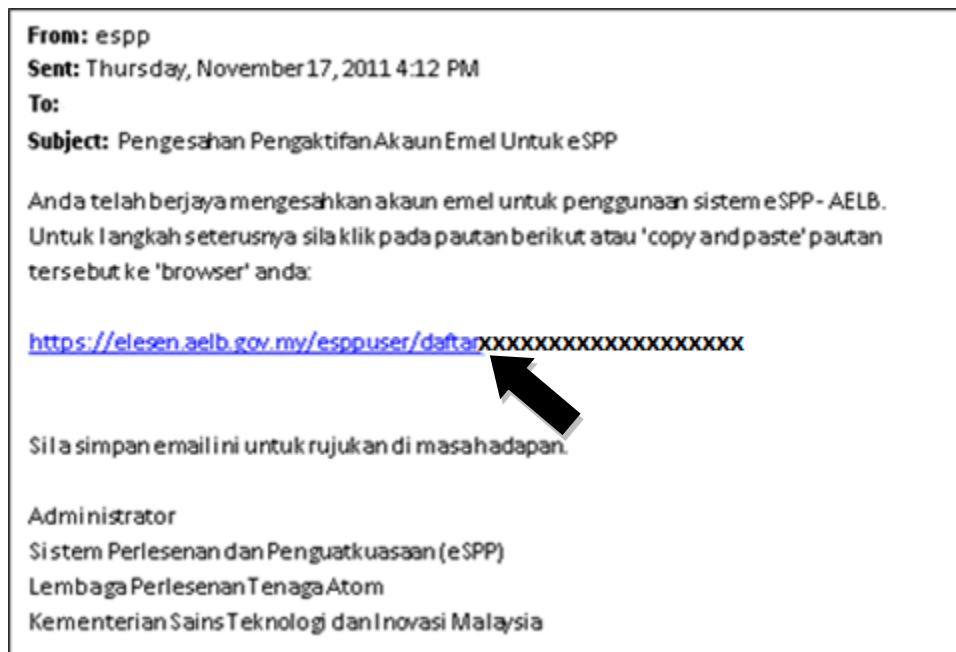 From: espp
Sent: Thursday, November 17, 2011 4:12 PM
To:
Subject: Pengesahan Pengaktifan Akaun Emel Untuk eSPP
Anda telah berjaya mengesahkan akaun emel untuk penggunaan sistem eSPP - AELB.
Untuk langkah seterusnya sila klik pada pautan berikut atau 'copy and paste' pautan
tersebut ke 'browser' anda:
https://elesen.aelb.gov.my/esppuser/daftarxxxxxxxxxxxxxxxxxxx
Sila simpan email ini untuk rujukan di masa hadapan.
Administrator
Sistem Perlesenan dan Penguatkuasaan (eSPP)
Lembaga Perlesenan Tenaga Atom
Kementerian Sains Teknologi dan Inovasi Malaysia